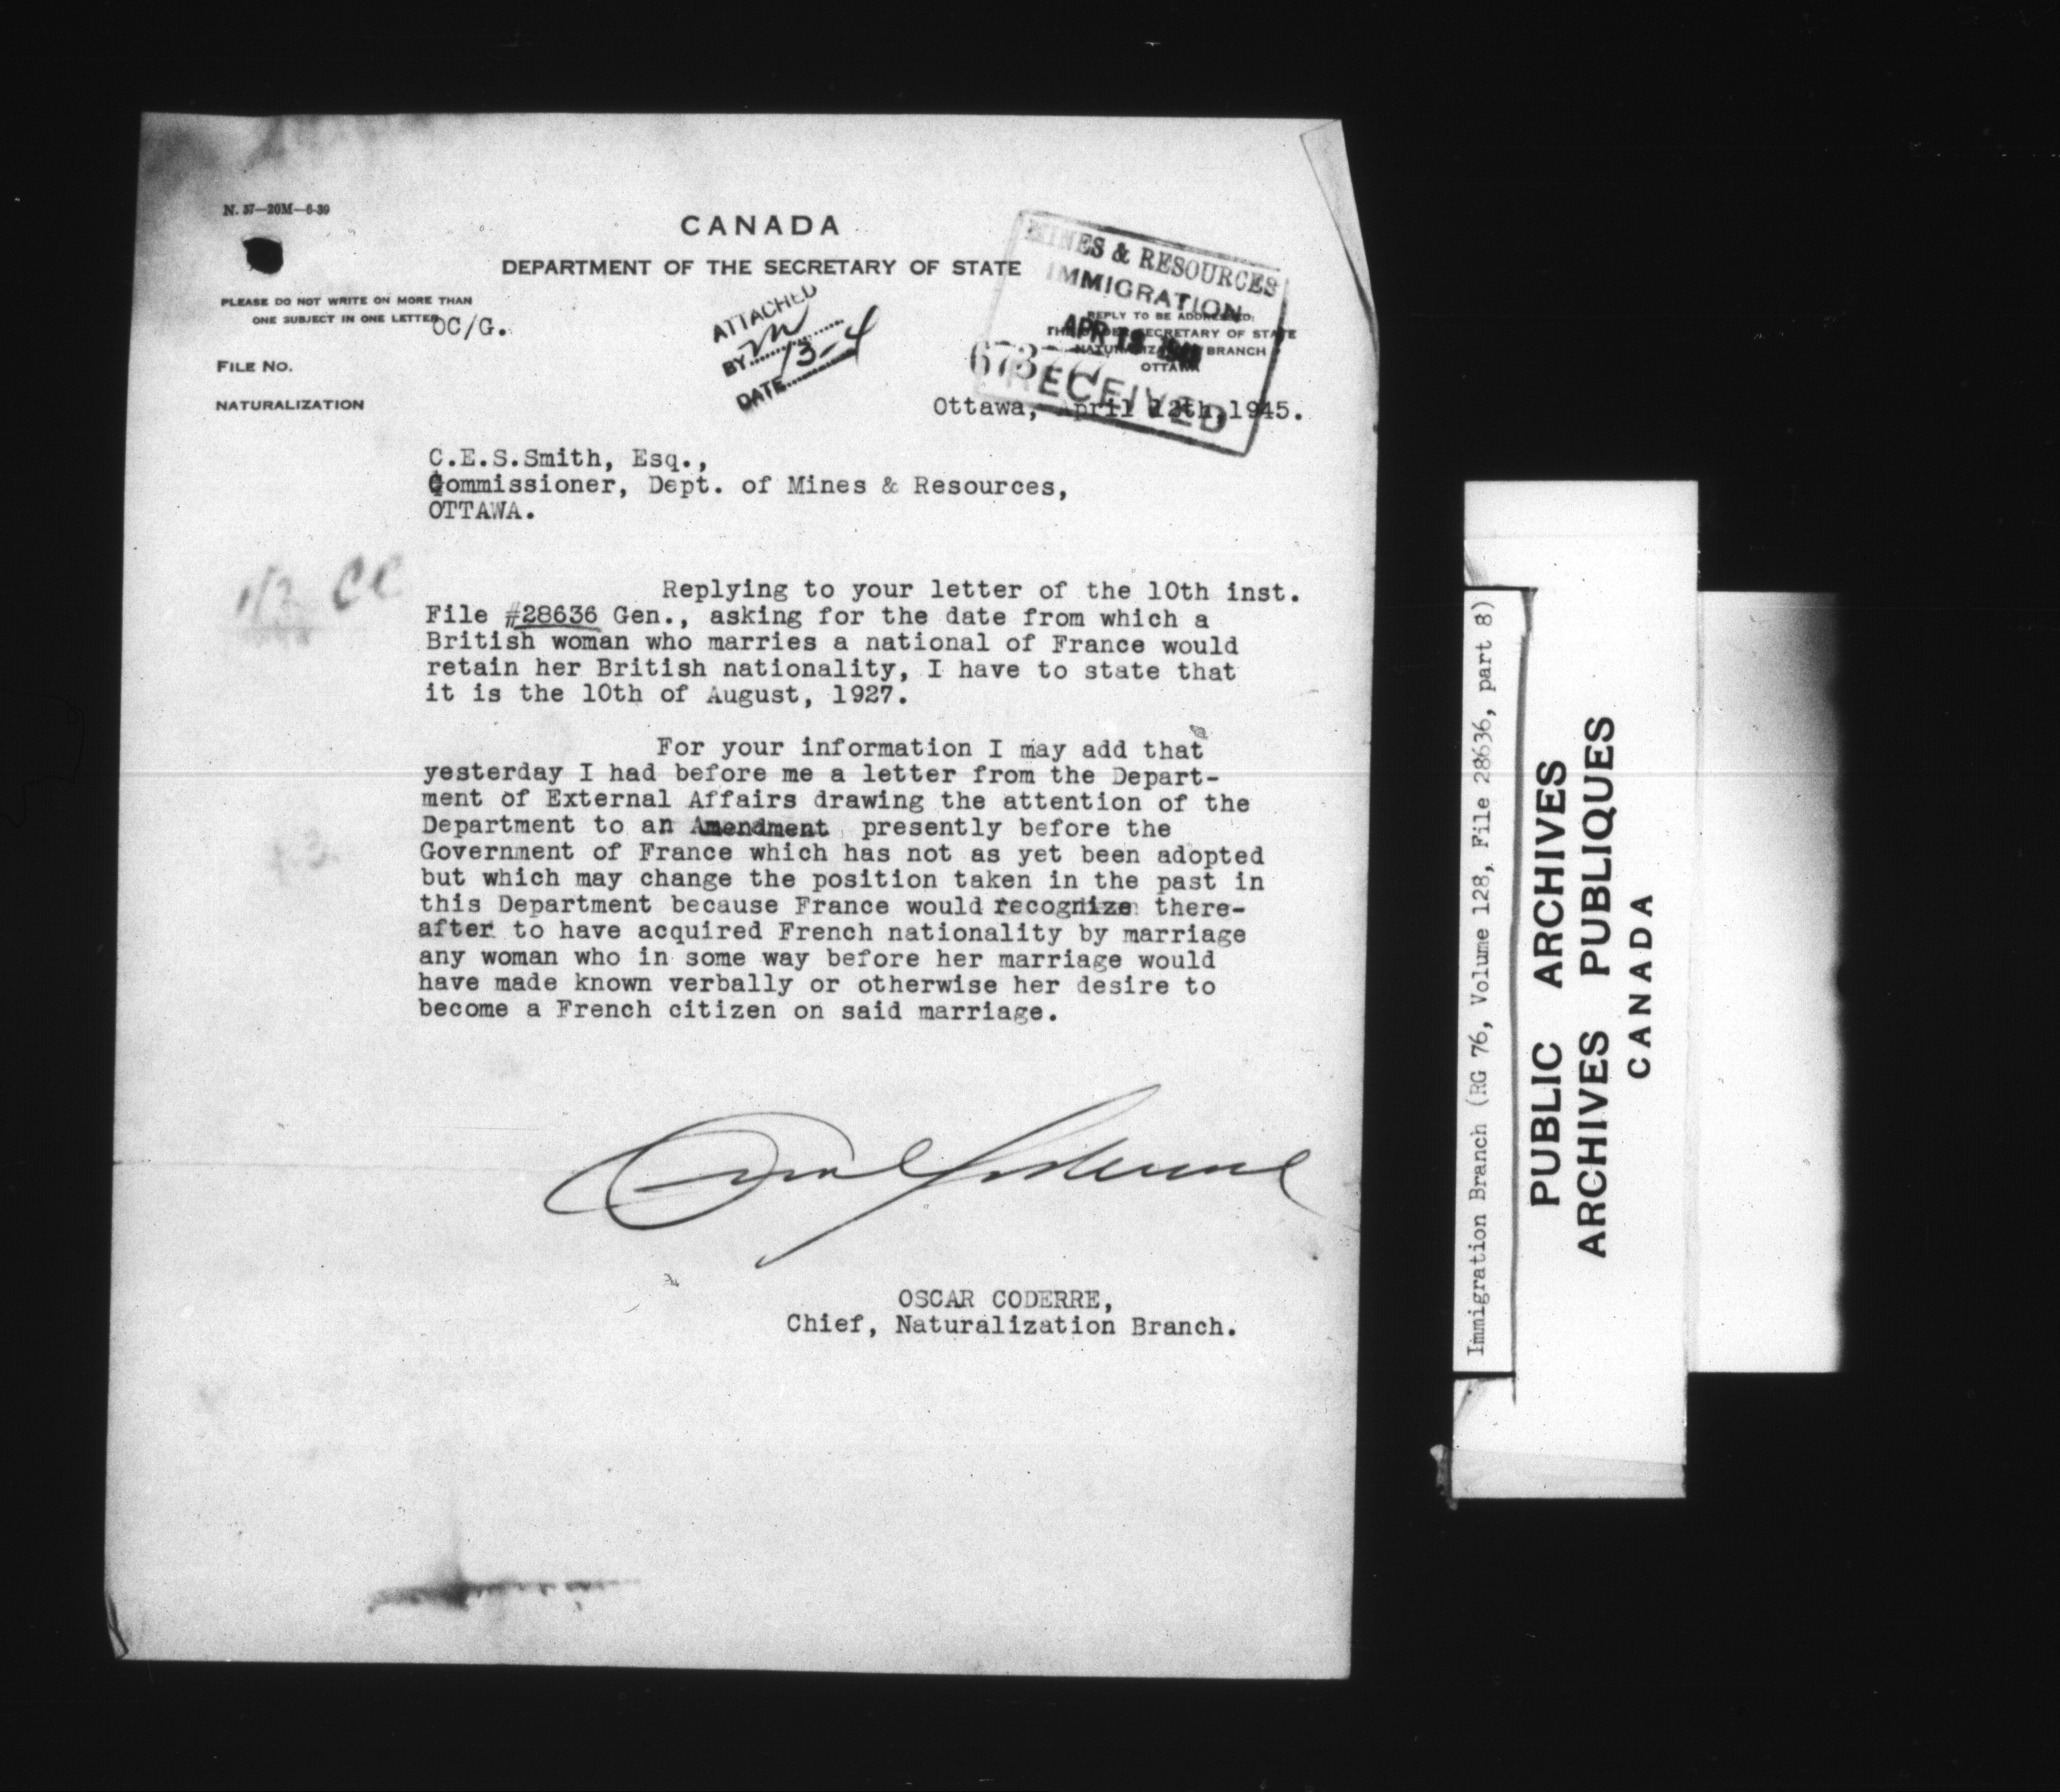 N. 37—20M—6-39
CANADA
DEPARTMENT OF THE SECRETARY OF STATE
PLEASE DO NOT WRITE ON MORE THAN
ONE SUBJECT IN ONE LETTER
OC/G.
FILE NO.
NATURALIZATION
ATTACHED
BY
DATE 13-4
MINES & RESOURCES
IMMIGRATION
REPLY TO BE ADDRESSED:
THE UNDER SECRETARY OF STATE
NATURALIZATION BRANCH
OTTAWA
APR
RECEIVED
Ottawa, April 12th, 1945.
C.E.S.Smith, Esq.,
Commissioner, Dept. of Mines & Resources,
OTTAWA.
CC
Replying to your letter of the 10th inst.
File #28636 Gen., asking for the date from which a
British woman who marries a national of France would
retain her British nationality, I have to state that
it is the 10th of August, 1927.
For your information I may add that
yesterday I had before me a letter from the Depart-
ment of External Affairs drawing the attention of the
Department to an Amendment presently before the
Government of France which has not as yet been adopted
but which may change the position taken in the past in
this Department because France would recognize there-
after to have acquired French nationality by marriage
any woman who in some way before her marriage would
have made known verbally or otherwise her desire to
become a French citizen on said marriage.
Oscar Coderre
OSCAR CODERRE,
Chief, Naturalization Branch.
Immigration Branch (RG 76, Volume 128, File 28636, part 8)
PUBLIC ARCHIVES
ARCHIVES PUBLIQUES
CANADA